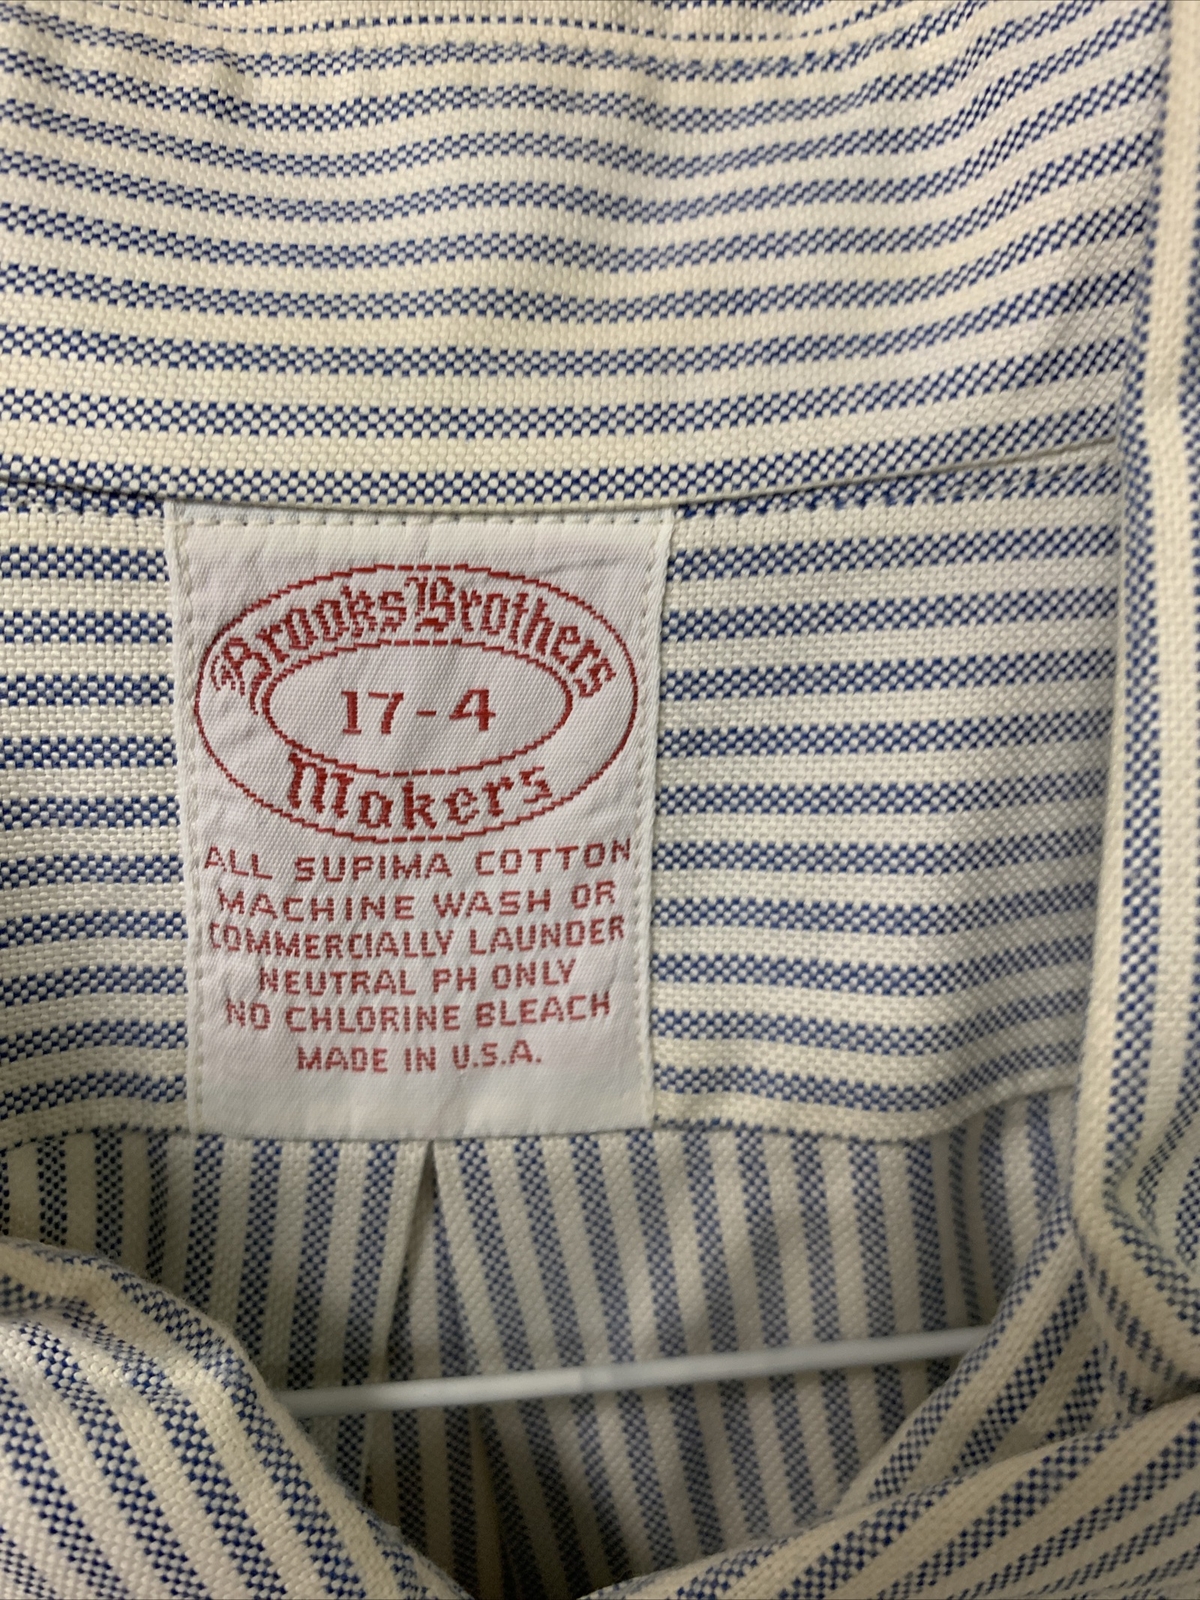 Brooks Brothers
17-4
Makers
ALL SUPIMA COTTON
MACHINE WASH OR
COMMERCIALLY LAUNDER
NEUTRAL PH ONLY
NO CHLORINE BLEACH
MADE IN U.S.A.